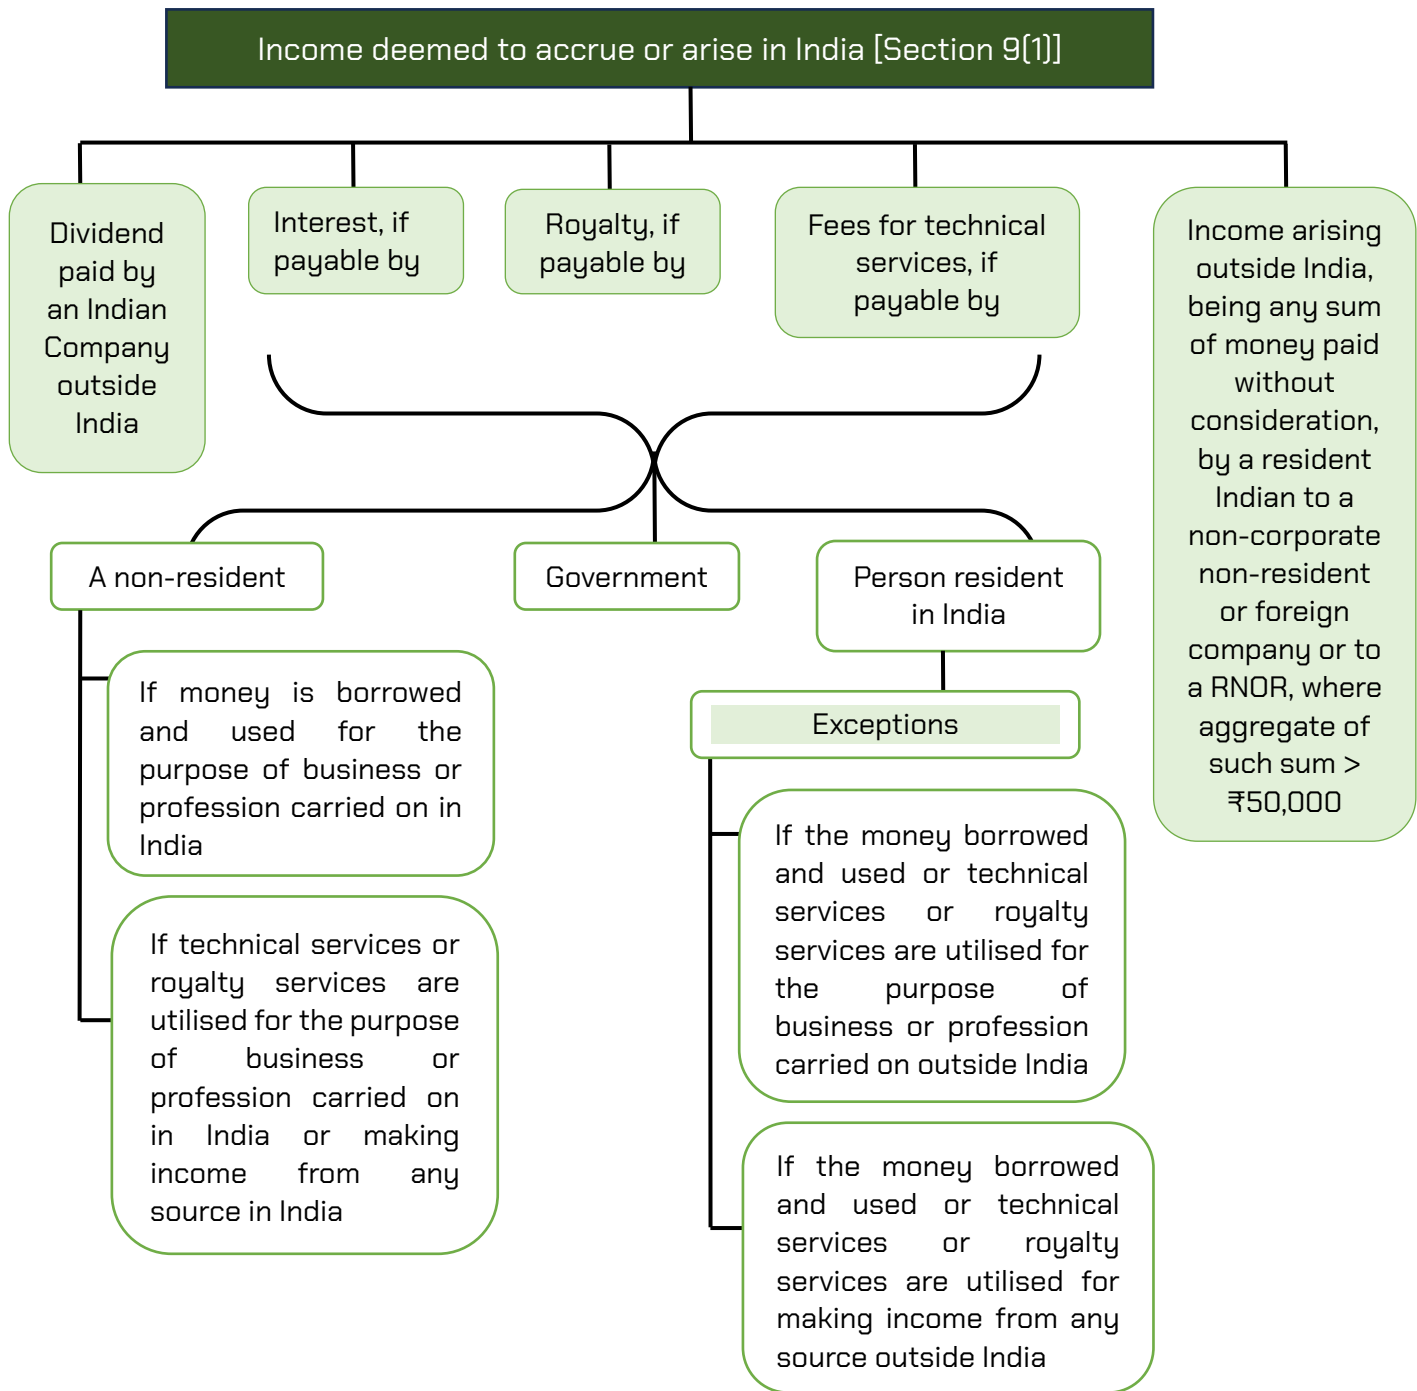 Income deemed to accrue or arise in India [Section 9(1)]
Dividend
paid by
an Indian
Company
outside
India
Interest, if
payable by
Royalty, if
payable by
Fees for technical
services, if
payable by
Income arising
outside India,
being any sum
of money paid
without
consideration,
by a resident
Indian to a
non-corporate
non-resident
or foreign
company or to
a RNOR, where
aggregate of
such sum >
₹50,000
A non-resident
Government
Person resident
in India
If money is borrowed
and used for the
purpose of business or
profession carried on in
India
If technical services or
royalty services are
utilised for the purpose
of business or
profession carried on
in India or making
income from any
source in India
Exceptions
If the money borrowed
and used or technical
services or royalty
services are utilised for
the purpose of
business or profession
carried on outside India
If the money borrowed
and used or technical
services or royalty
services are utilised for
making income from any
source outside India